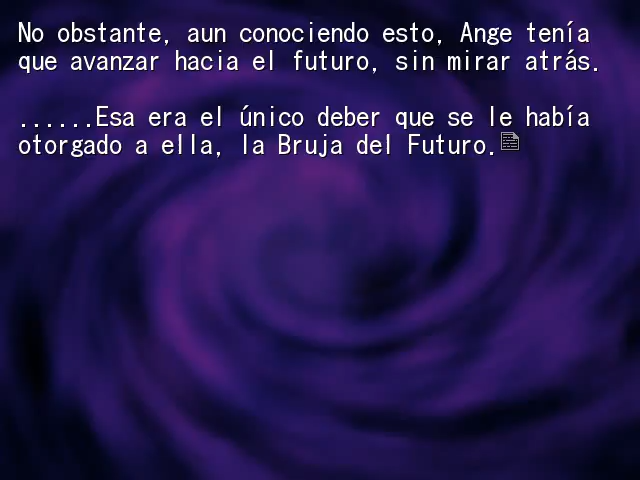 No obstante, aun conociendo esto, Ange tenía
que avanzar hacia el futuro, sin mirar atrás.
......Esa era el único deber que se le había
otorgado a ella, la Bruja del Futuro.